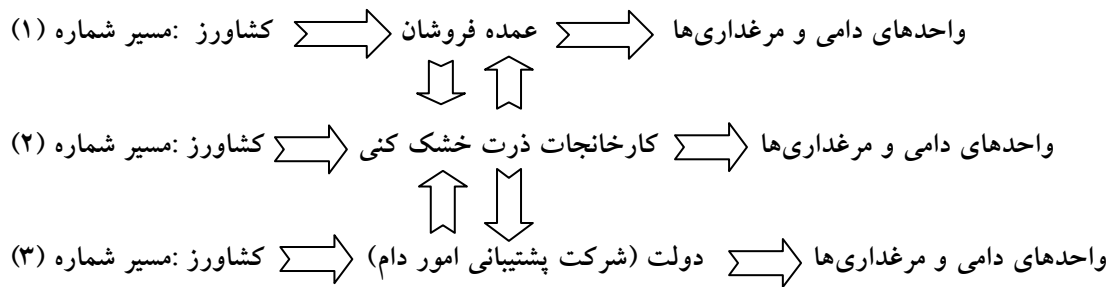 مسیر شماره (۱): کشاورز عمده فروشان واحدهای دامی و مرغداری‌ها
مسیر شماره (۲): کشاورز کارخانجات ذرت خشک کنی واحدهای دامی و مرغداری‌ها
مسیر شماره (۳): کشاورز دولت (شرکت پشتیبانی امور دام) واحدهای دامی و مرغداری‌ها